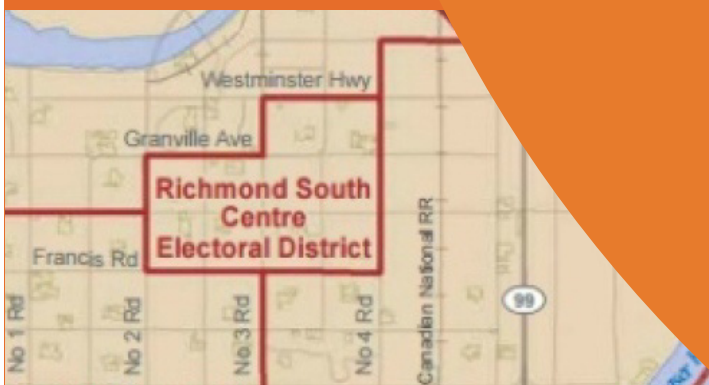 Westminster Hwy
Granville Ave
Richmond South
Centre
Electoral District
Francis Rd
No 1 Rd
No 2 Rd
No 3 Rd
No 4 Rd
Canadian National RR
99